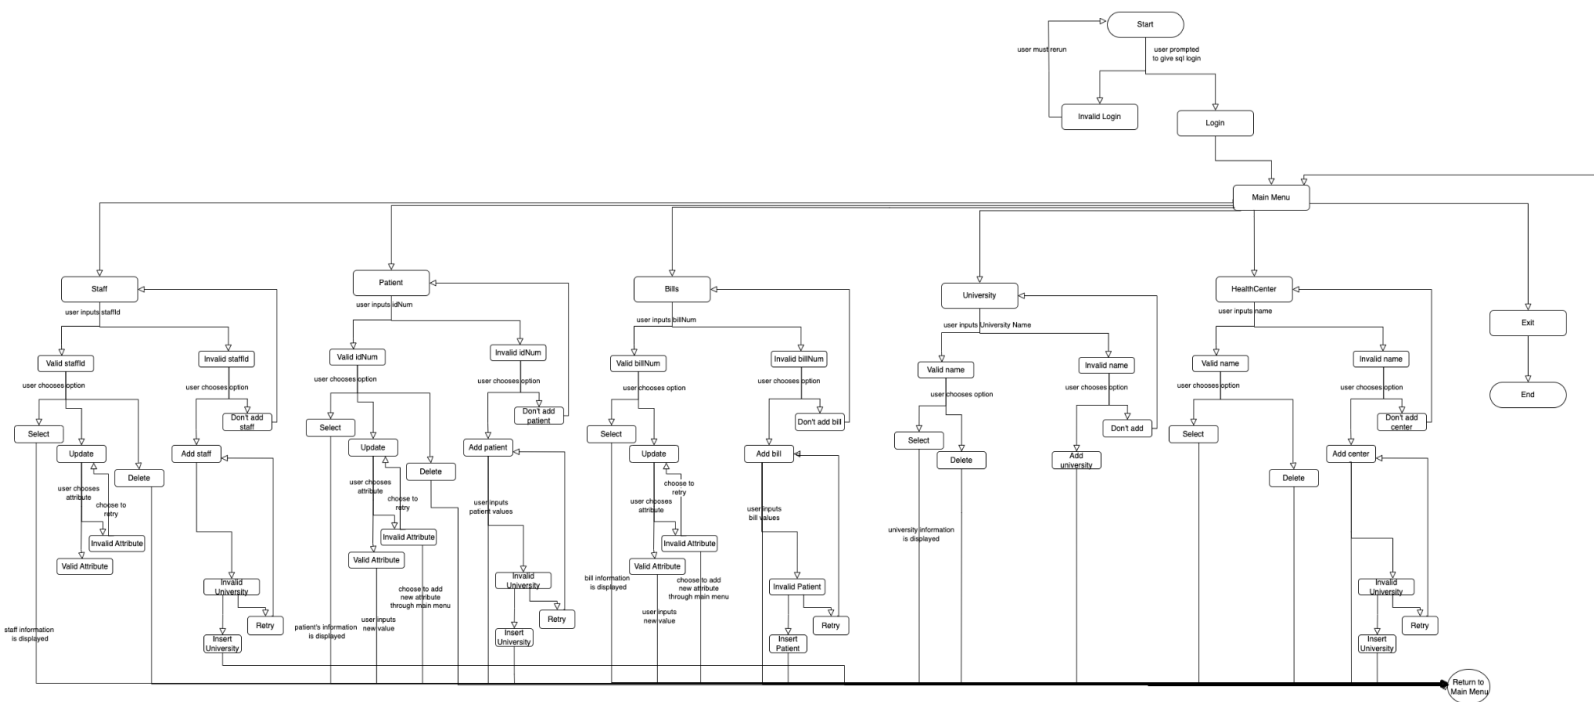 Start
user must rerun
user prompted
to give sql login
Invalid Login
Login
Main Menu
Staff
Patient
Bills
University
HealthCenter
user inputs staffId
user inputs idNum
user inputs billNum
user inputs University Name
user inputs name
Exit
Valid staffId
Invalid staffId
Valid idNum
Invalid idNum
Valid billNum
Invalid billNum
Valid name
Invalid name
Valid name
Invalid name
user chooses option
user chooses option
user chooses option
user chooses option
user chooses option
user chooses option
user chooses option
user chooses option
user chooses option
user chooses option
End
Select
Don't add
staff
Select
Don't add
patient
Select
Don't add bill
Select
Don't add
Select
Don't add
center
Update
Delete
Add staff
Update
Delete
Add patient
Update
Add bill
Delete
Add
university
Delete
Add center
user chooses
attribute
choose to
retry
user chooses
attribute
choose to
retry
user inputs
patient values
user chooses
attribute
choose to
retry
user inputs
bill values
university information
is displayed
Invalid Attribute
Valid Attribute
Invalid Attribute
Valid Attribute
Invalid Attribute
Valid Attribute
Invalid
University
Retry
Insert
University
choose to add
new attribute
through main menu
Invalid
University
Retry
Insert
University
bill information
is displayed
choose to add
new attribute
through main menu
Invalid Patient
Retry
Insert
Patient
Invalid
University
Retry
Insert
University
staff information
is displayed
patient's information
is displayed
user inputs
new value
user inputs
new value
Return to
Main Menu